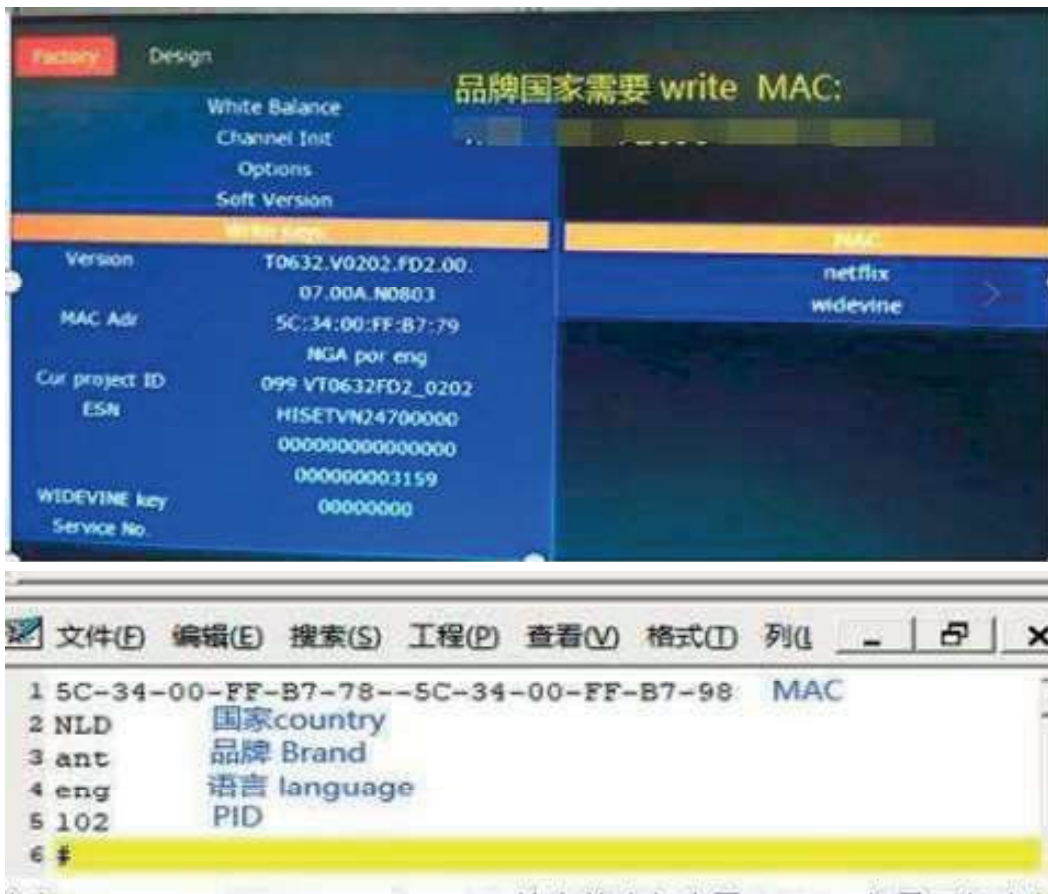 Factory Design
品牌国家需要 write MAC:
White Balance
Channel Init
Options
Soft Version
Write keys MAC
Version T0632.V0202.FD2.00.
07.00A.N0803
netflix
widevine
MAC Adr 5C:34:00:FF:B7:79
NGA por eng
Cur project ID 099 VT0632FD2_0202
ESN HISETVN24700000
000000000000000
000000003159
WIDEVINE key 00000000
Service No.
文件(F) 编辑(E) 搜索(S) 工程(P) 查看(V) 格式(T) 列(L
1 5C-34-00-FF-B7-78--5C-34-00-FF-B7-98 MAC
2 NLD 国家country
3 ant 品牌 Brand
4 eng 语言 language
5 102 PID
6 #